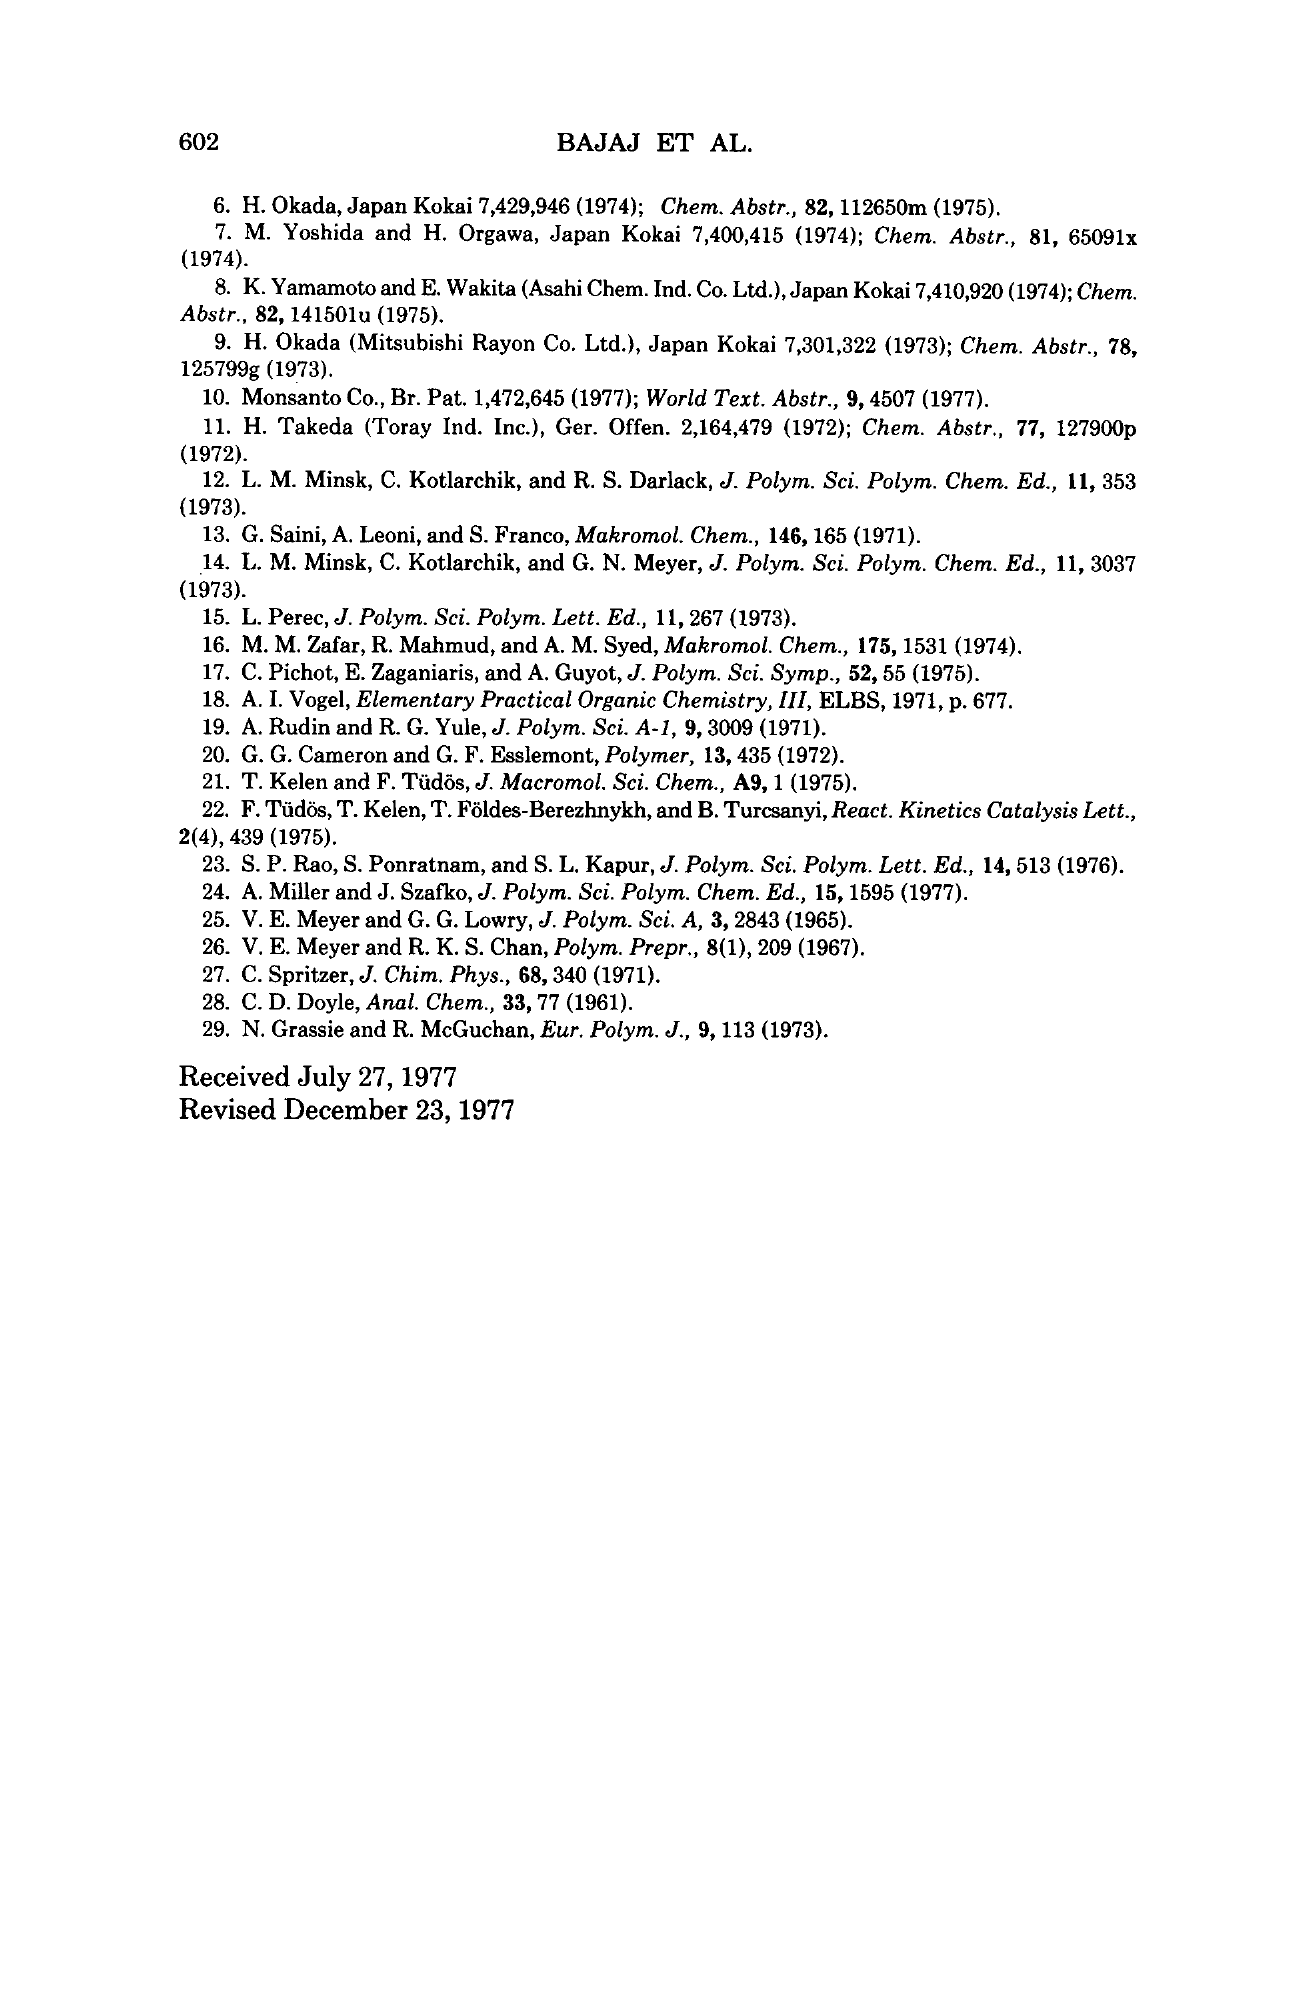 602
BAJAJ ET AL.
6. H. Okada, Japan Kokai 7,429,946 (1974); Chem. Abstr., 82, 112650m (1975).
7. M. Yoshida and H. Orgawa, Japan Kokai 7,400,415 (1974); Chem. Abstr., 81, 65091x
(1974).
8. K. Yamamoto and E. Wakita (Asahi Chem. Ind. Co. Ltd.), Japan Kokai 7,410,920 (1974); Chem.
Abstr., 82, 141501u (1975).
9. H. Okada (Mitsubishi Rayon Co. Ltd.), Japan Kokai 7,301,322 (1973); Chem. Abstr., 78,
125799g (1973).
10. Monsanto Co., Br. Pat. 1,472,645 (1977); World Text. Abstr., 9, 4507 (1977).
11. H. Takeda (Toray Ind. Inc.), Ger. Offen. 2,164,479 (1972); Chem. Abstr., 77, 127900p
(1972).
12. L. M. Minsk, C. Kotlarchik, and R. S. Darlack, J. Polym. Sci. Polym. Chem. Ed., 11, 353
(1973).
13. G. Saini, A. Leoni, and S. Franco, Makromol. Chem., 146, 165 (1971).
14. L. M. Minsk, C. Kotlarchik, and G. N. Meyer, J. Polym. Sci. Polym. Chem. Ed., 11, 3037
(1973).
15. L. Perec, J. Polym. Sci. Polym. Lett. Ed., 11, 267 (1973).
16. M. M. Zafar, R. Mahmud, and A. M. Syed, Makromol. Chem., 175, 1531 (1974).
17. C. Pichot, E. Zaganiaris, and A. Guyot, J. Polym. Sci. Symp., 52, 55 (1975).
18. A. I. Vogel, Elementary Practical Organic Chemistry, III, ELBS, 1971, p. 677.
19. A. Rudin and R. G. Yule, J. Polym. Sci. A-1, 9, 3009 (1971).
20. G. G. Cameron and G. F. Esslemont, Polymer, 13, 435 (1972).
21. T. Kelen and F. Tüdös, J. Macromol. Sci. Chem., A9, 1 (1975).
22. F. Tüdös, T. Kelen, T. Földes-Berezhnykh, and B. Turcsanyi, React. Kinetics Catalysis Lett.,
2(4), 439 (1975).
23. S. P. Rao, S. Ponratnam, and S. L. Kapur, J. Polym. Sci. Polym. Lett. Ed., 14, 513 (1976).
24. A. Miller and J. Szafko, J. Polym. Sci. Polym. Chem. Ed., 15, 1595 (1977).
25. V. E. Meyer and G. G. Lowry, J. Polym. Sci. A, 3, 2843 (1965).
26. V. E. Meyer and R. K. S. Chan, Polym. Prepr., 8(1), 209 (1967).
27. C. Spritzer, J. Chim. Phys., 68, 340 (1971).
28. C. D. Doyle, Anal. Chem., 33, 77 (1961).
29. N. Grassie and R. McGuchan, Eur. Polym. J., 9, 113 (1973).
Received July 27, 1977
Revised December 23, 1977